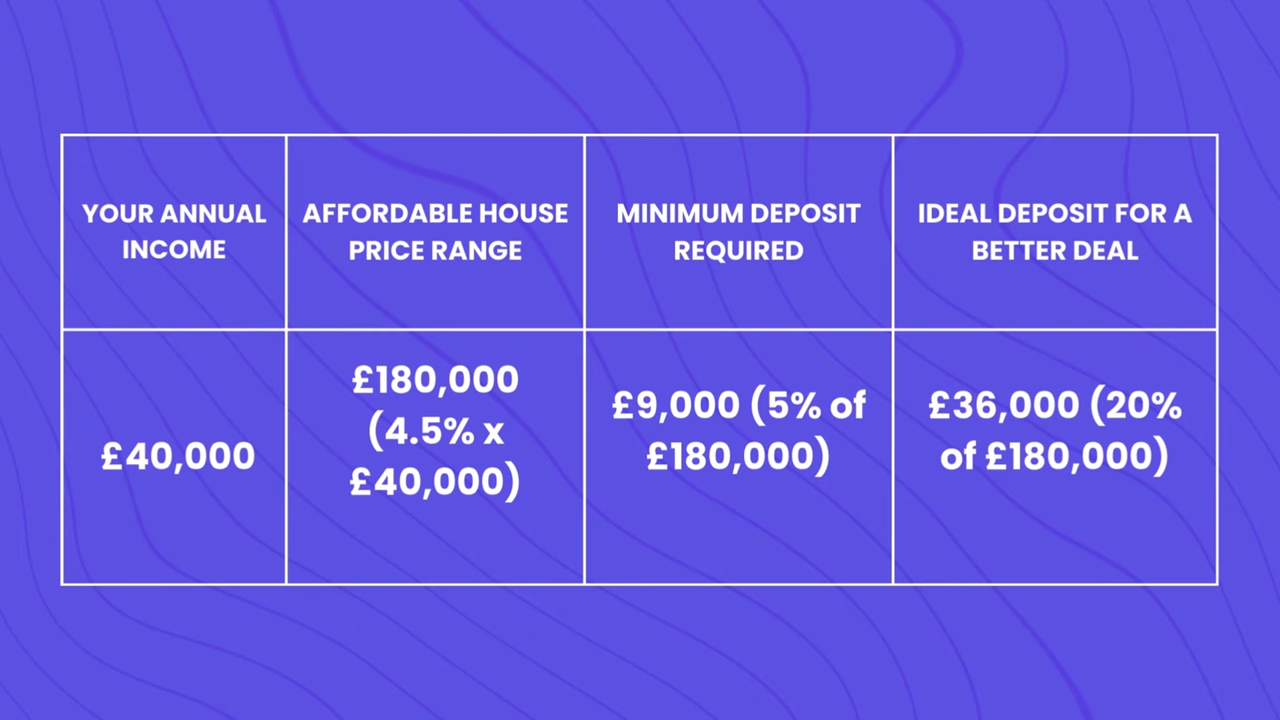 YOUR ANNUAL
INCOME
AFFORDABLE HOUSE
PRICE RANGE
MINIMUM DEPOSIT
REQUIRED
IDEAL DEPOSIT FOR A
BETTER DEAL
£40,000
£180,000
(4.5% x
£40,000)
£9,000 (5% of
£180,000)
£36,000 (20%
of £180,000)